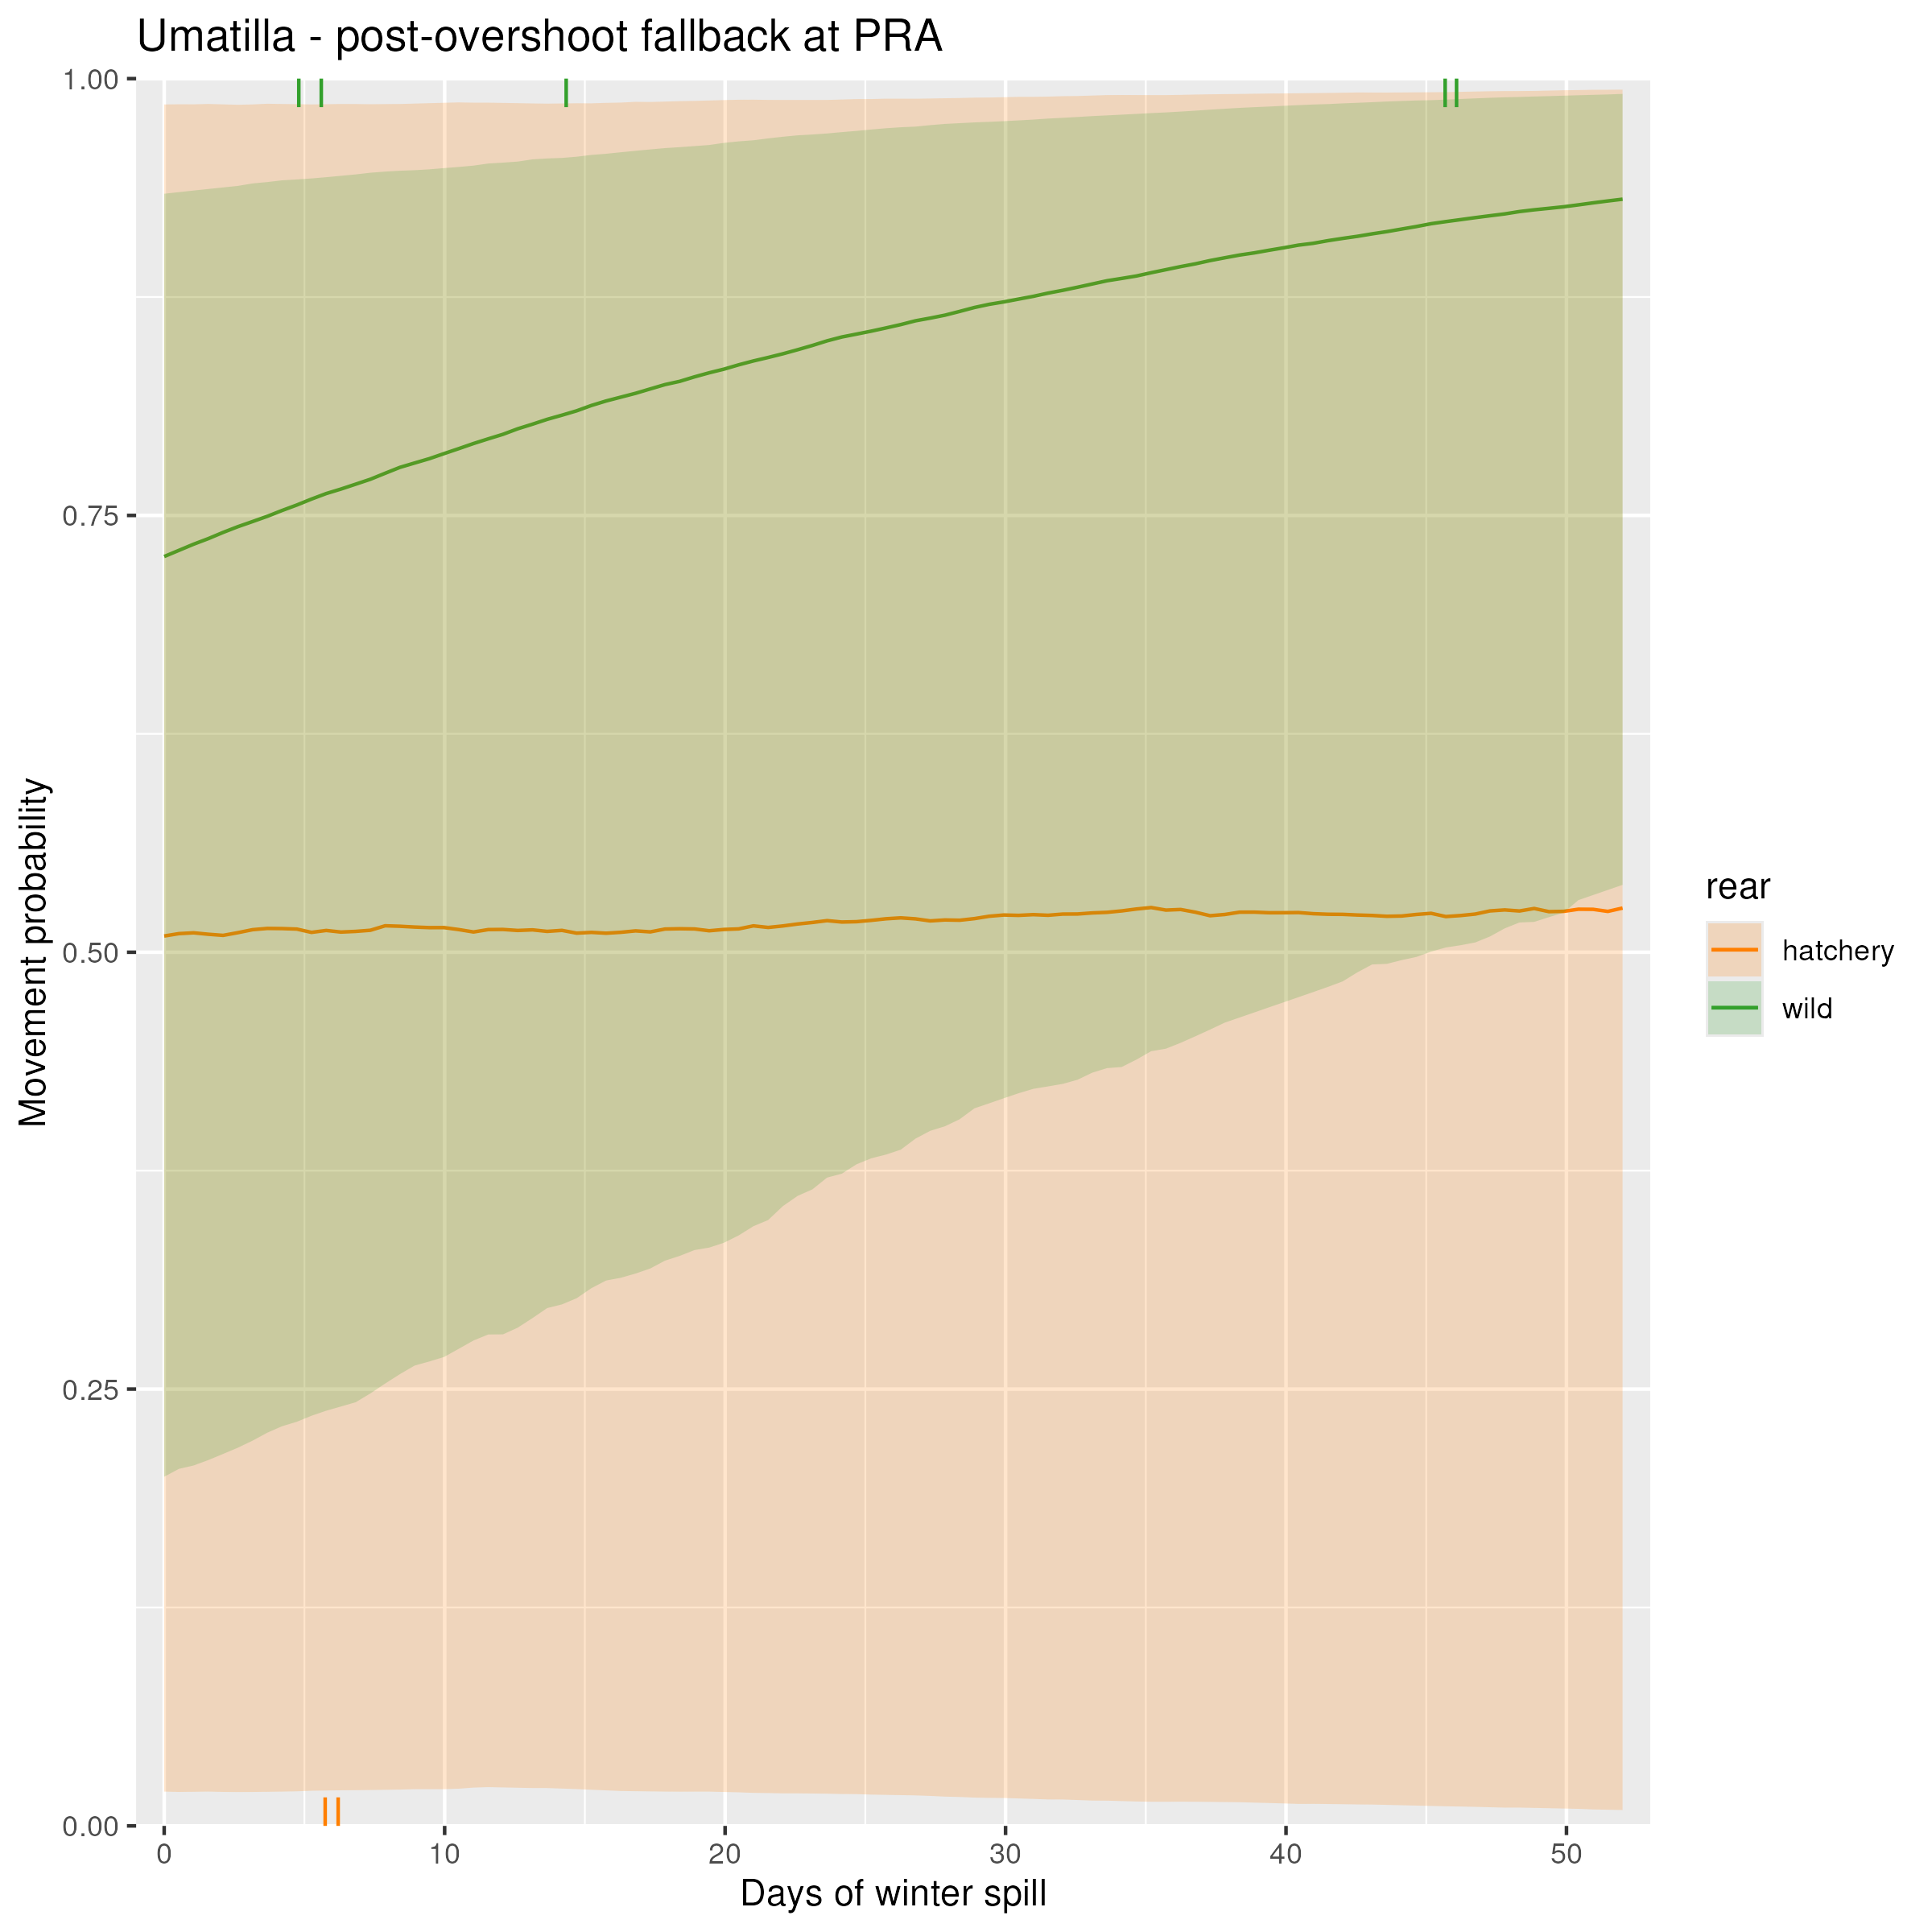 Umatilla - post-overshoot fallback at PRA
1.00
0.75
0.50
0.25
0.00
Movement probability
0 10 20 30 40 50
Days of winter spill
rear
hatchery
wild